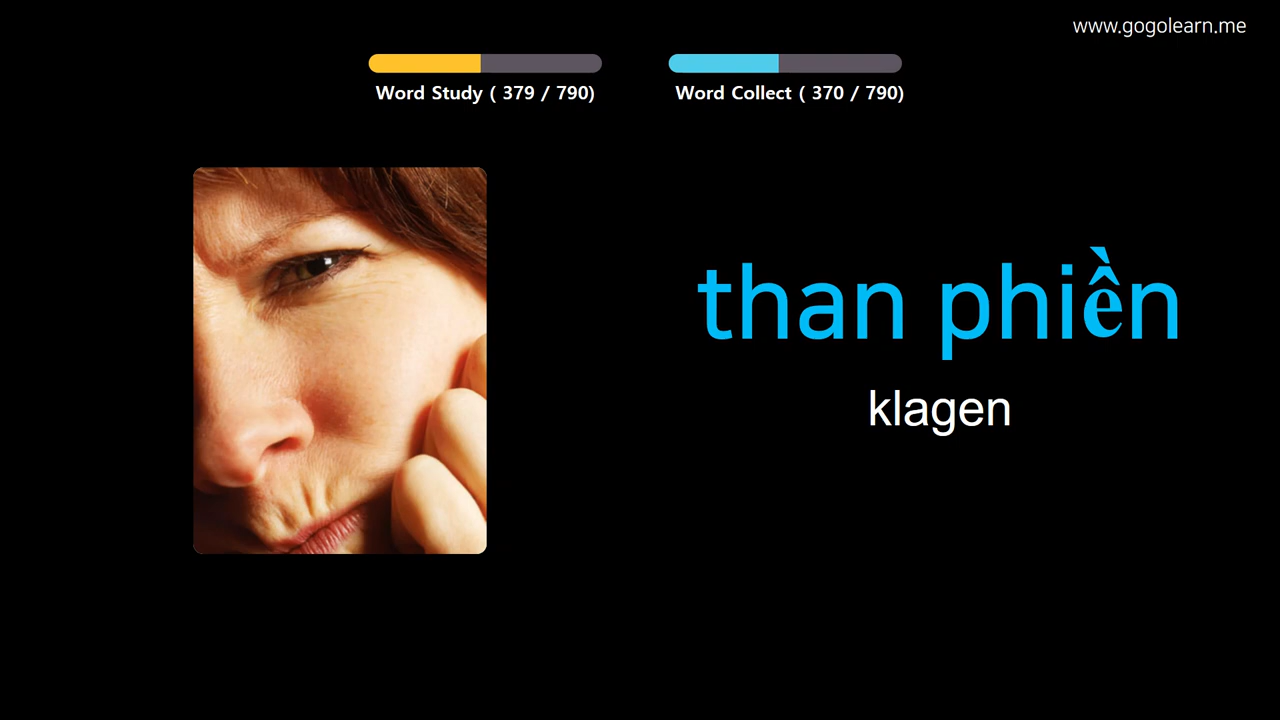 www.gogolearn.me
Word Study ( 379 / 790)
Word Collect ( 370 / 790)
than phiền
klagen